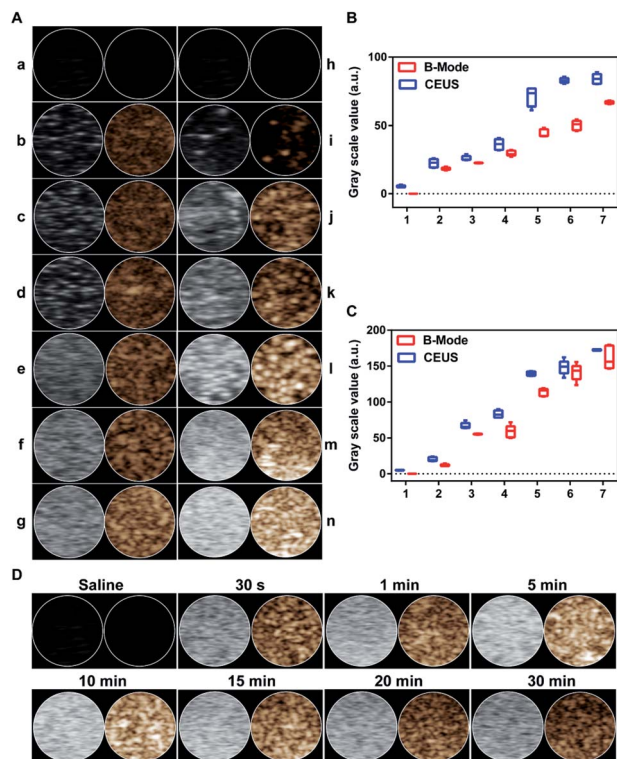 A
a
h
b
i
c
j
d
k
e
l
f
m
g
n
B
B-Mode
CEUS
Gray scale value (a.u.)
100
50
0
1 2 3 4 5 6 7
C
B-Mode
CEUS
Gray scale value (a.u.)
200
150
100
50
0
1 2 3 4 5 6 7
D
Saline 30 s 1 min 5 min
10 min 15 min 20 min 30 min